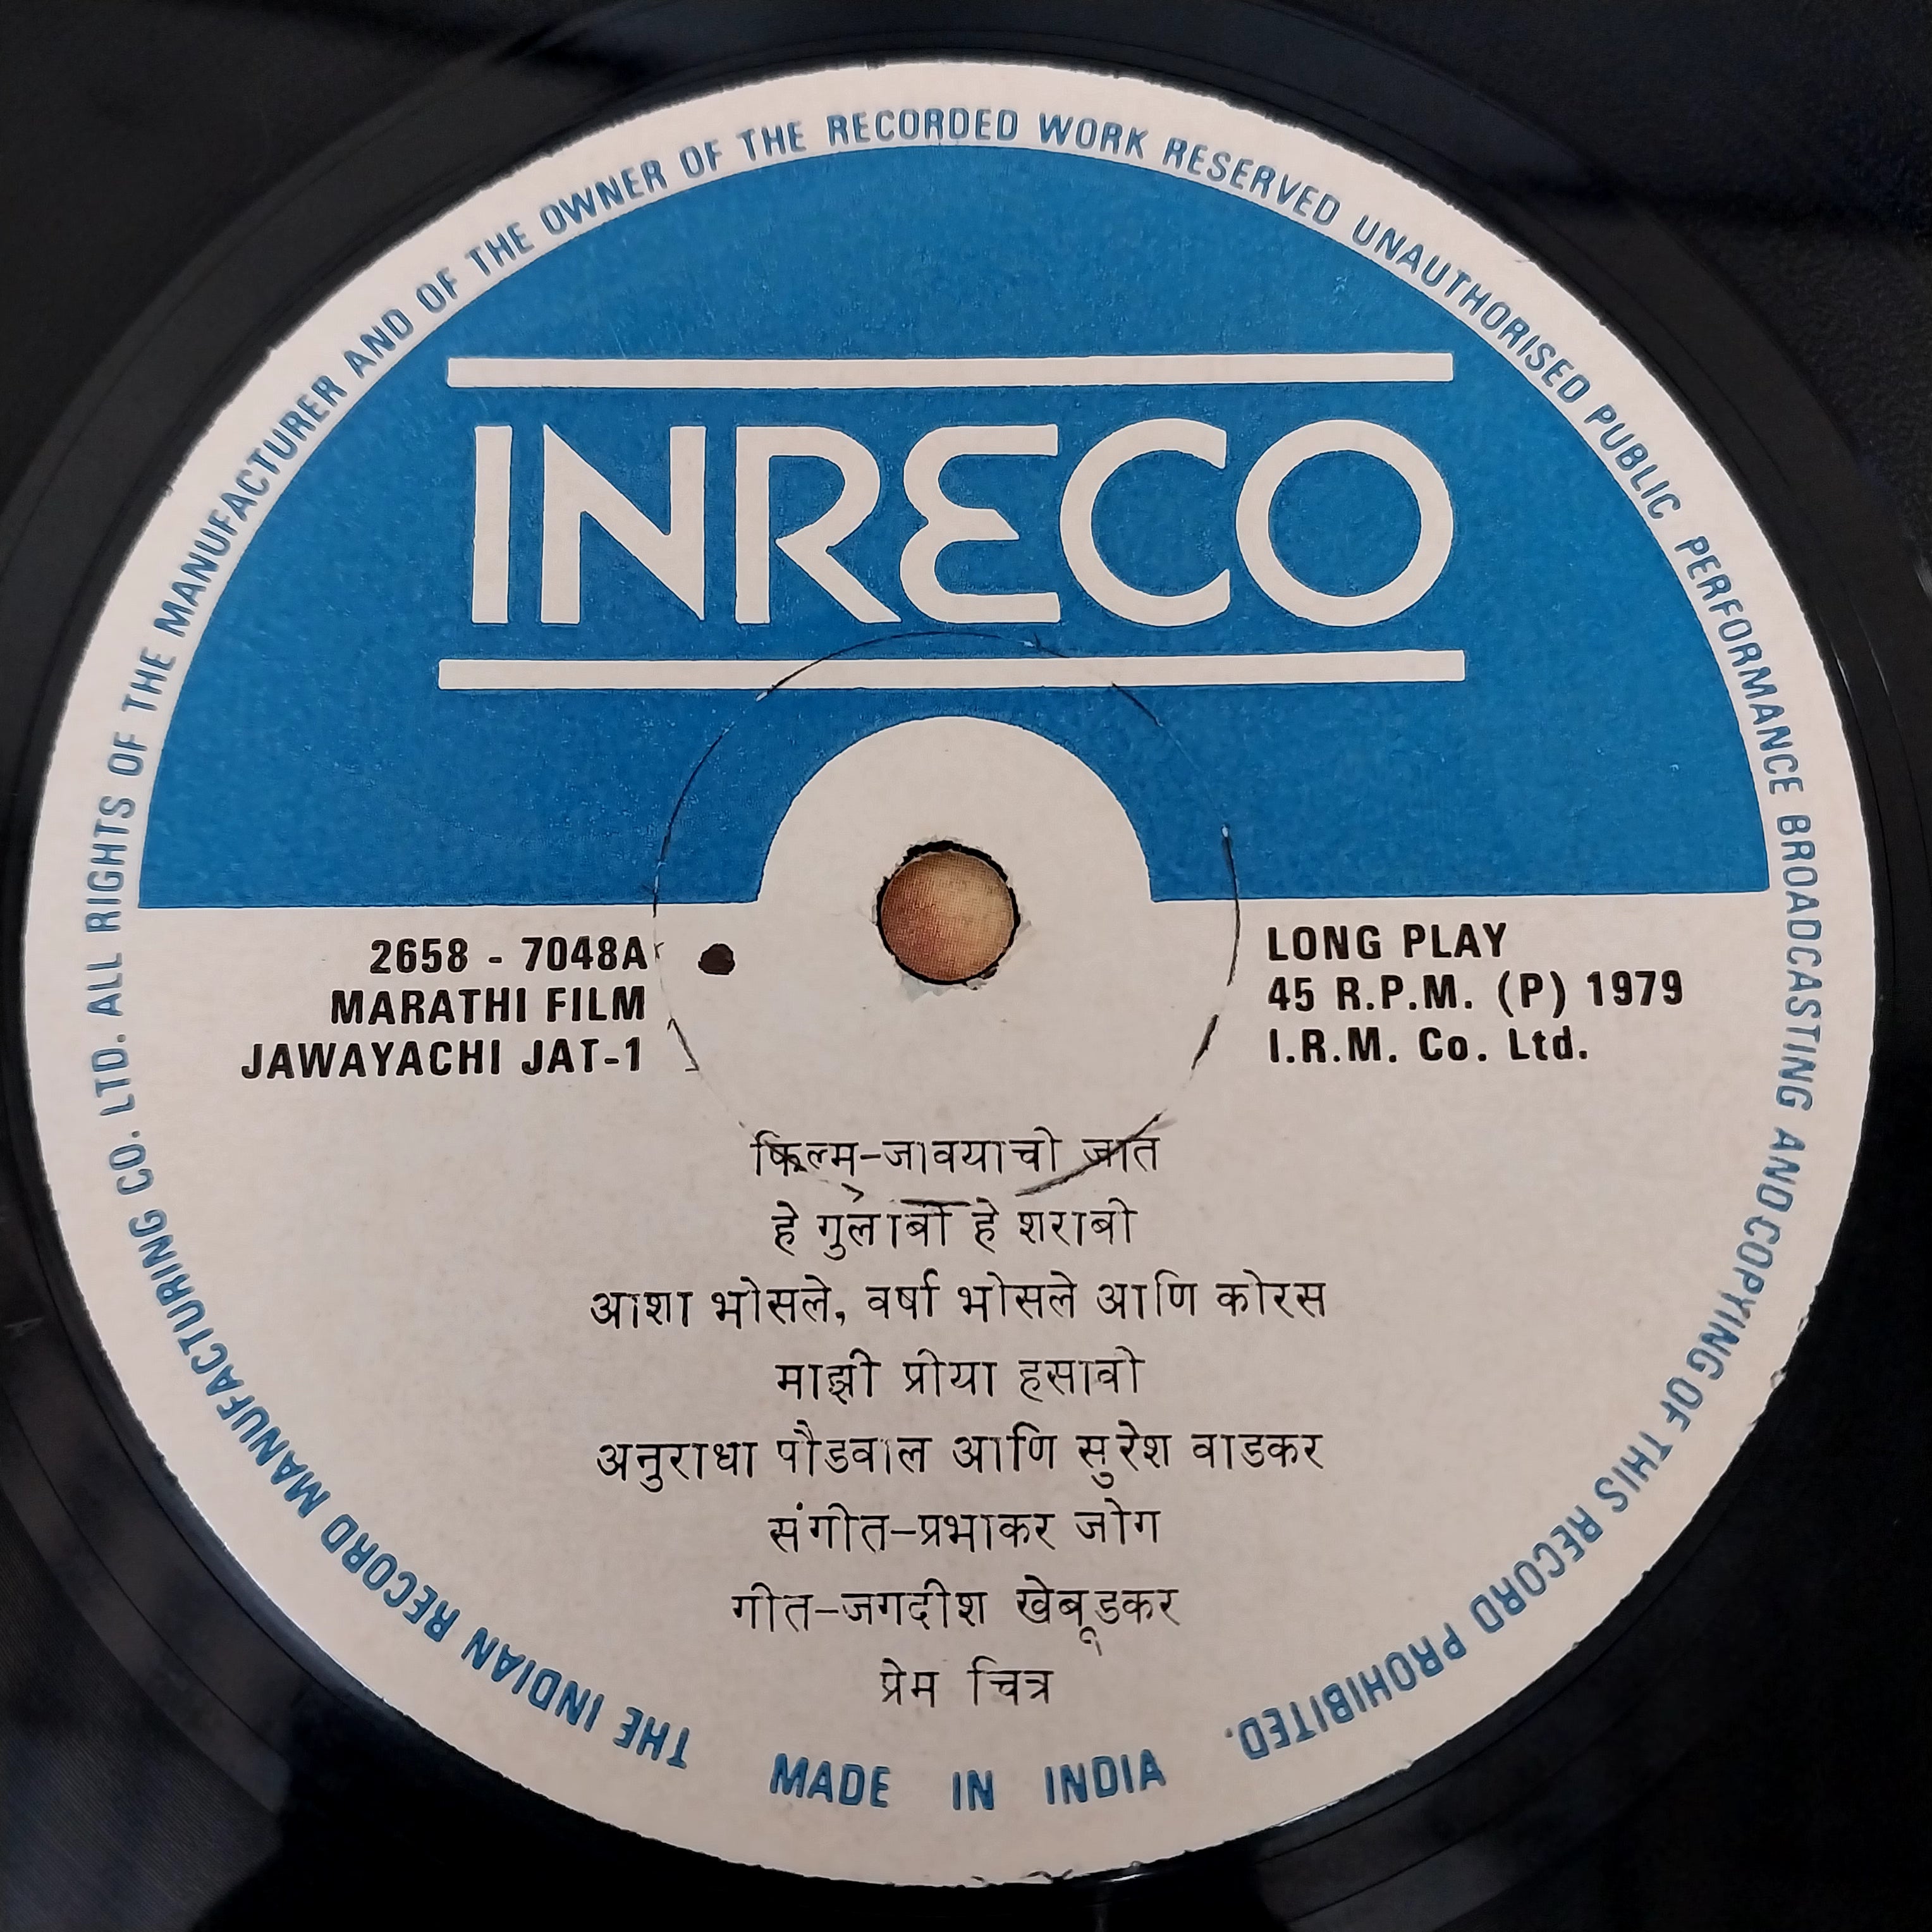 THE INDIAN RECORD MANUFACTURING CO. LTD. ALL RIGHTS OF THE MANUFACTURER AND OF THE OWNER OF THE RECORDED WORK RESERVED UNAUTHORISED PUBLIC PERFORMANCE BROADCASTING AND COPYING OF THIS RECORD PROHIBITED.
INRECO
2658 - 7048A
MARATHI FILM
JAWAYACHI JAT-1
LONG PLAY
45 R.P.M. (P) 1979
I.R.M. Co. Ltd.
फिल्म-जावयाची जात
हे गुलाबी हे शराबी
आशा भोसले, वर्षा भोसले आणि कोरस
माझी प्रीया हसावी
अनुराधा पौडवाल आणि सुरेश वाडकर
संगीत-प्रभाकर जोग
गीत-जगदीश खेबूडकर
प्रेम चित्र
MADE IN INDIA